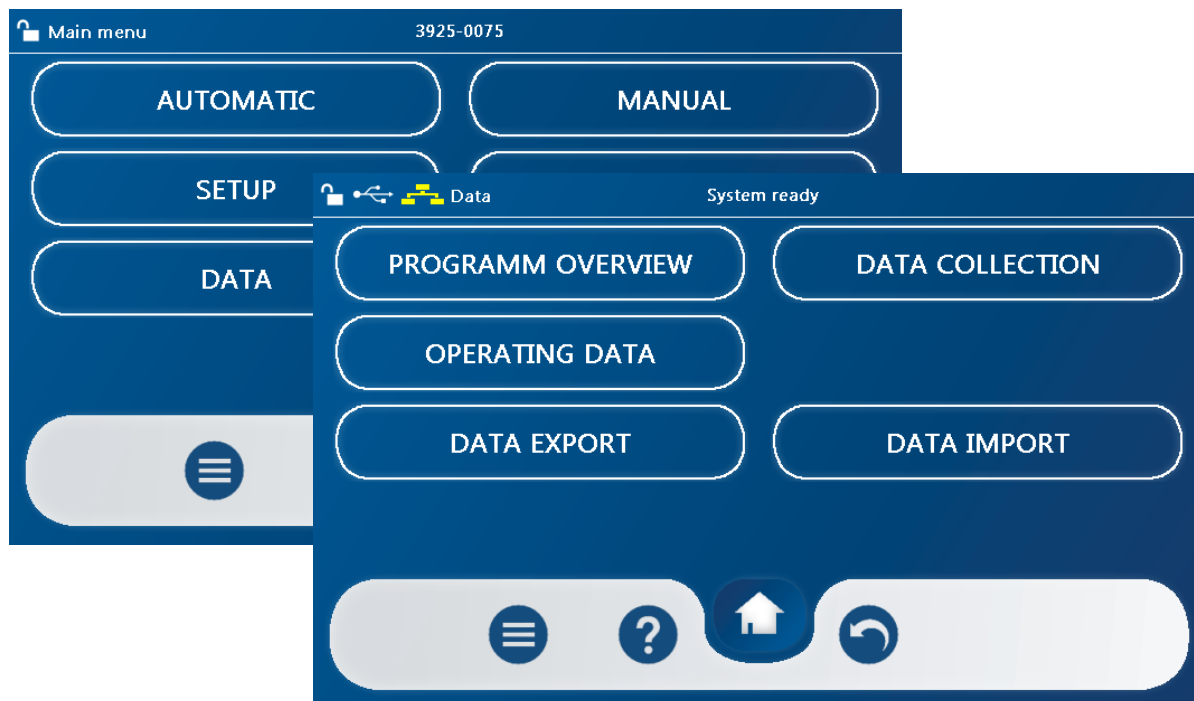 Main menu
3925-0075
AUTOMATIC
MANUAL
SETUP
DATA
Data
System ready
PROGRAMM OVERVIEW
DATA COLLECTION
OPERATING DATA
DATA EXPORT
DATA IMPORT
?